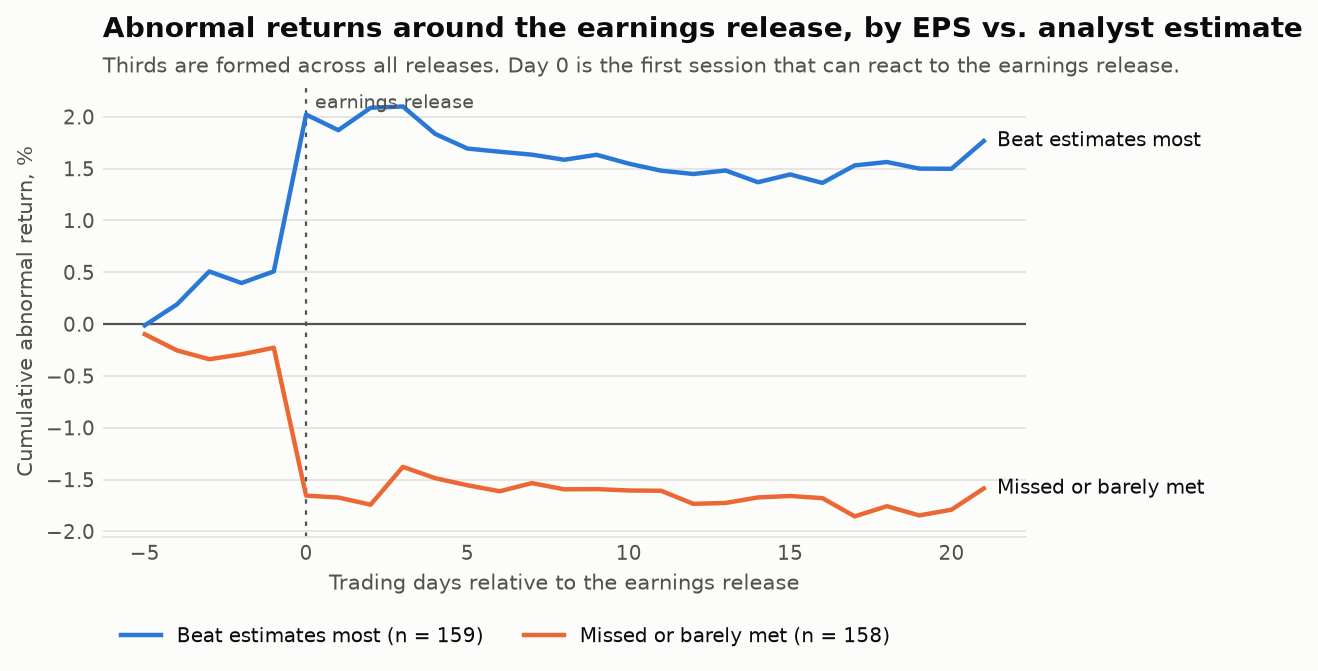 Abnormal returns around the earnings release, by EPS vs. analyst estimate
Thirds are formed across all releases. Day 0 is the first session that can react to the earnings release.
earnings release
Cumulative abnormal return, %
2.0
1.5
1.0
0.5
0.0
−0.5
−1.0
−1.5
−2.0
Beat estimates most
Missed or barely met
−5 0 5 10 15 20
Trading days relative to the earnings release
Beat estimates most (n = 159) Missed or barely met (n = 158)